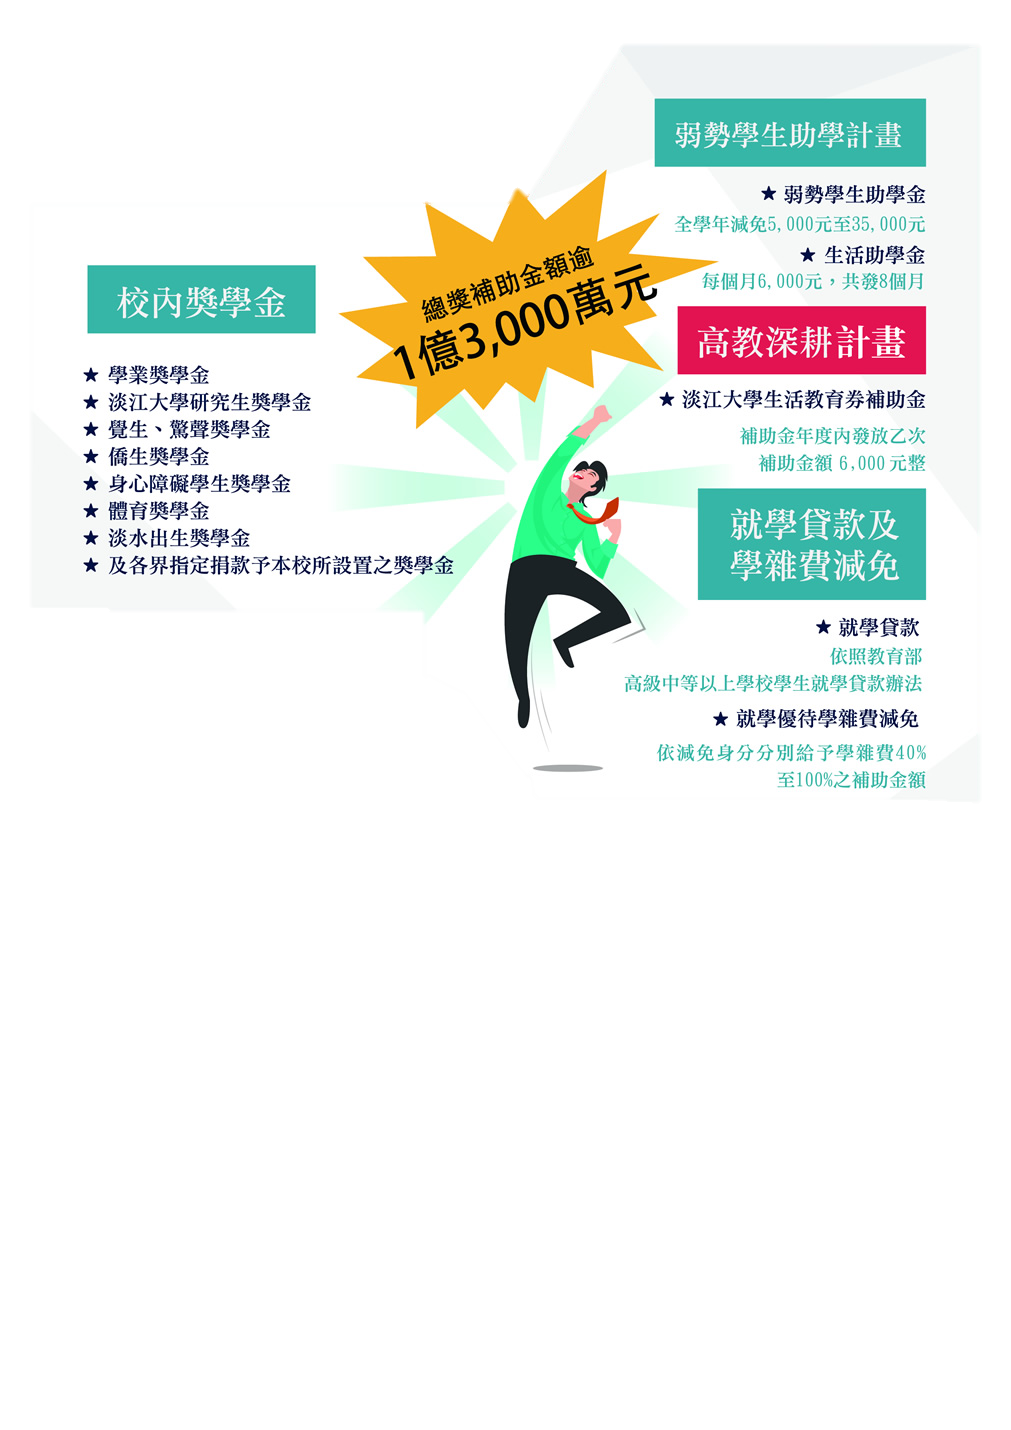 總獎補助金額逾
1億3,000萬元
校內獎學金
★ 學業獎學金
★ 淡江大學研究生獎學金
★ 覺生、驚聲獎學金
★ 僑生獎學金
★ 身心障礙學生獎學金
★ 體育獎學金
★ 淡水出生獎學金
★ 及各界指定捐款予本校所設置之獎學金
弱勢學生助學計畫
★ 弱勢學生助學金
全學年減免5,000元至35,000元
★ 生活助學金
每個月6,000元，共發8個月
高教深耕計畫
★ 淡江大學生活教育券補助金
補助金年度內發放乙次
補助金額 6,000 元整
就學貸款及
學雜費減免
★ 就學貸款
依照教育部
高級中等以上學校學生就學貸款辦法
★ 就學優待學雜費減免
依減免身分分別給予學雜費40%
至100%之補助金額